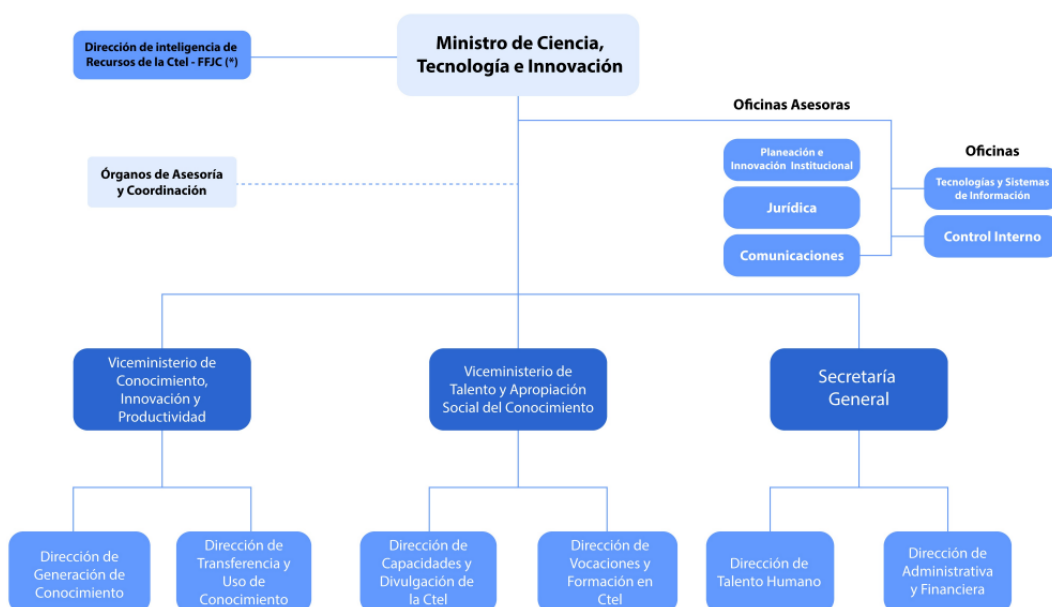 Dirección de inteligencia de
Recursos de la Ctel - FFJC (*)
Ministro de Ciencia,
Tecnología e Innovación
Órganos de Asesoría
y Coordinación
Oficinas Asesoras
Planeación e
Innovación Institucional
Jurídica
Comunicaciones
Oficinas
Tecnologías y Sistemas
de Información
Control Interno
Viceministerio de
Conocimiento,
Innovación y
Productividad
Viceministerio de
Talento y Apropiación
Social del Conocimiento
Secretaría
General
Dirección de
Generación de
Conocimiento
Dirección de
Transferencia y
Uso de
Conocimiento
Dirección de
Capacidades y
Divulgación de
la Ctel
Dirección de
Vocaciones y
Formación en
Ctel
Dirección de
Talento Humano
Dirección de
Administrativa
y Financiera